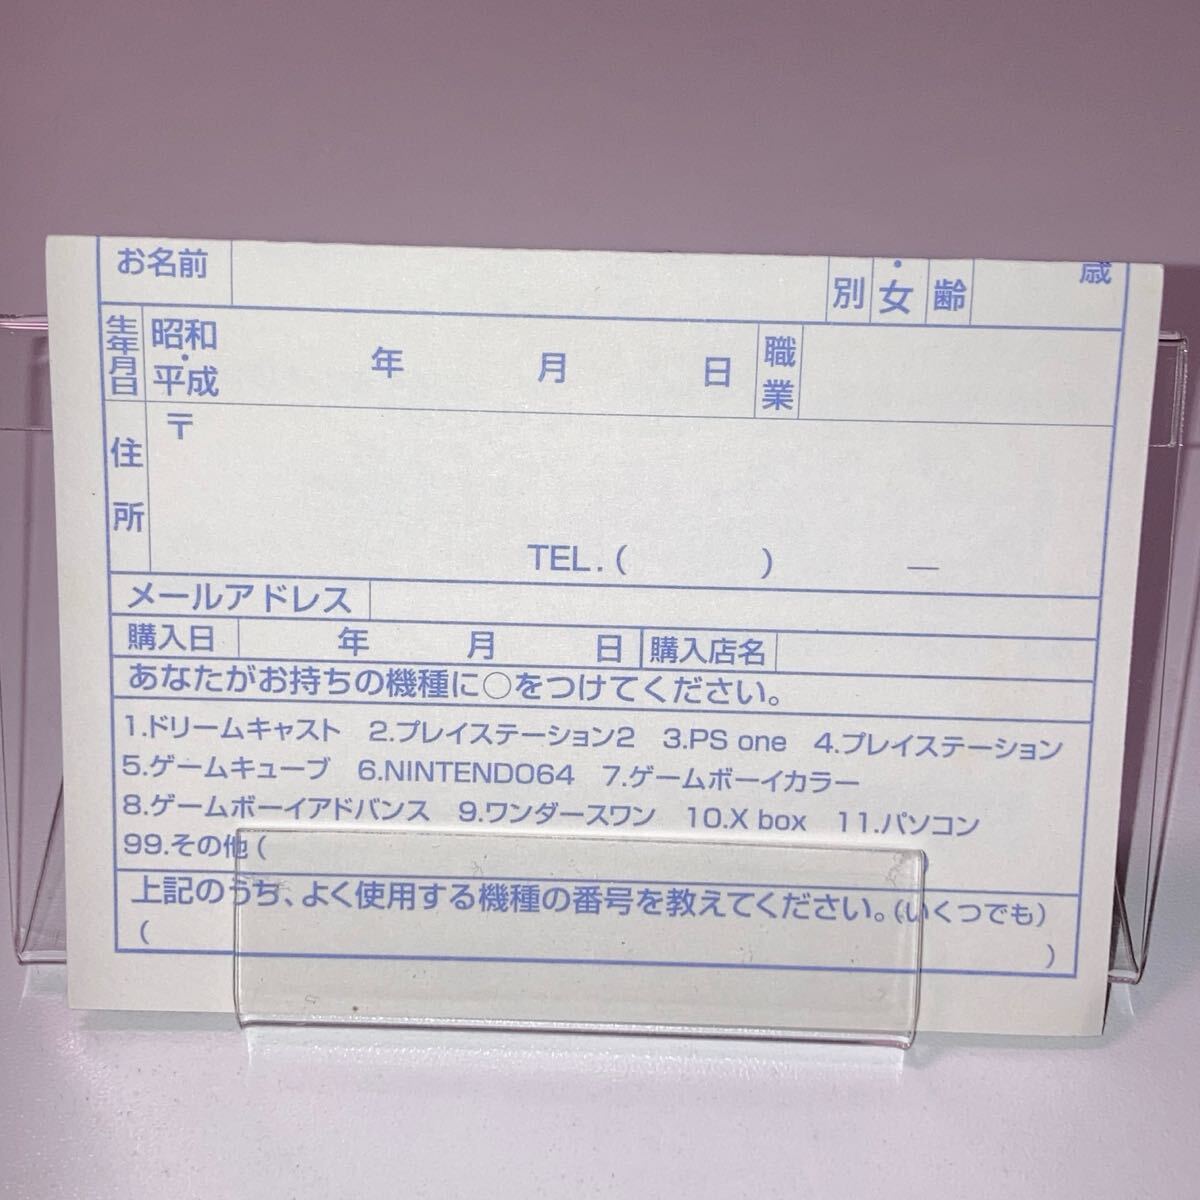 お名前 別 ・女 齢 歳
生年月日 昭和・平成 年 月 日 職業
住所 〒
TEL.( ) —
メールアドレス
購入日 年 月 日 購入店名
あなたがお持ちの機種に○をつけてください。
1.ドリームキャスト 2.プレイステーション2 3.PS one 4.プレイステーション
5.ゲームキューブ 6.NINTENDO64 7.ゲームボーイカラー
8.ゲームボーイアドバンス 9.ワンダースワン 10.X box 11.パソコン
99.その他( )
上記のうち、よく使用する機種の番号を教えてください。(いくつでも)
( )